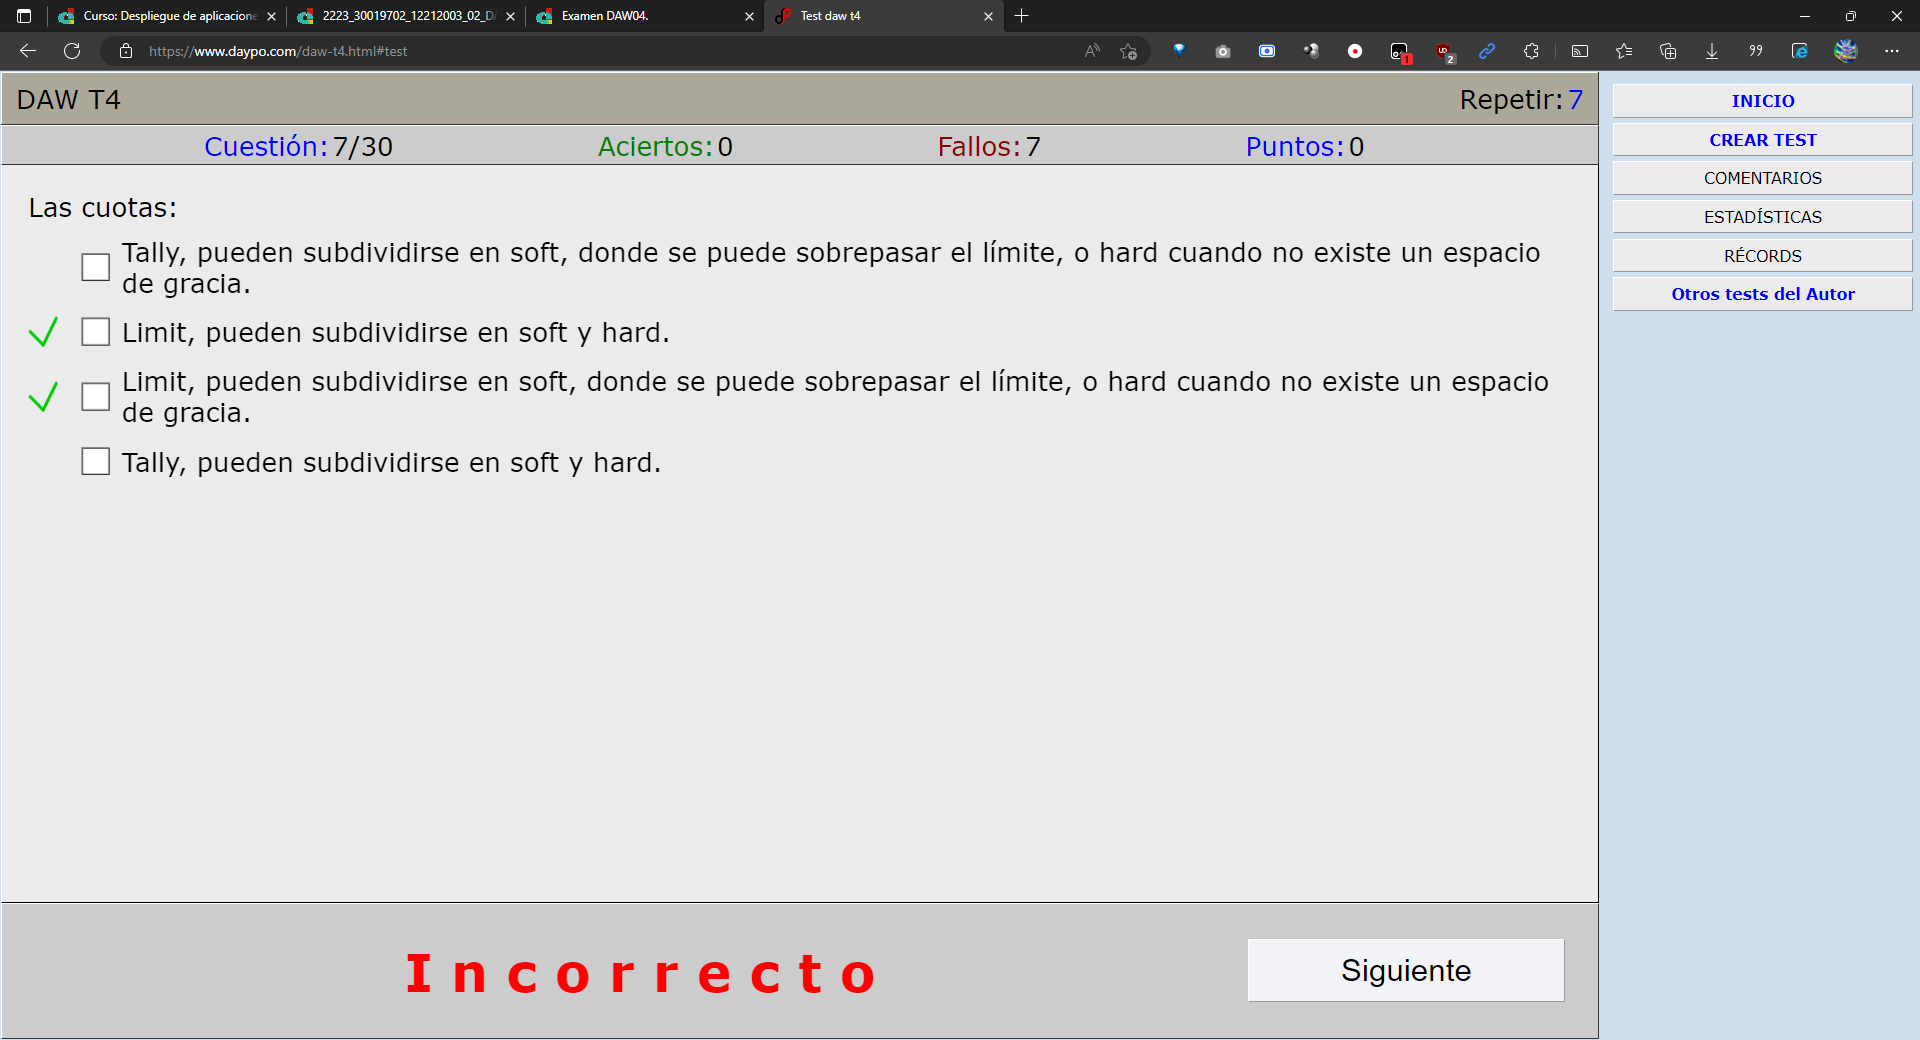 Curso: Despliegue de aplicacione
2223_30019702_12212003_02_D
Examen DAW04.
Test daw t4
https://www.daypo.com/daw-t4.html#test
1
2
DAW T4
Repetir: 7
Cuestión: 7/30
Aciertos: 0
Fallos: 7
Puntos: 0
Las cuotas:
Tally, pueden subdividirse en soft, donde se puede sobrepasar el límite, o hard cuando no existe un espacio
de gracia.
Limit, pueden subdividirse en soft y hard.
Limit, pueden subdividirse en soft, donde se puede sobrepasar el límite, o hard cuando no existe un espacio
de gracia.
Tally, pueden subdividirse en soft y hard.
Incorrecto
Siguiente
INICIO
CREAR TEST
COMENTARIOS
ESTADÍSTICAS
RÉCORDS
Otros tests del Autor